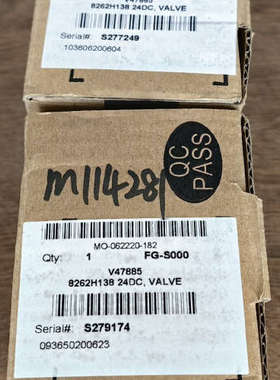 V47885
8262H138 24DC, VALVE
Serial#: S277249
103606200604
M114281
QC
PASS
MO-062220-182
Qty: 1 FG-S000
V47885
8262H138 24DC, VALVE
Serial#: S279174
093650200623